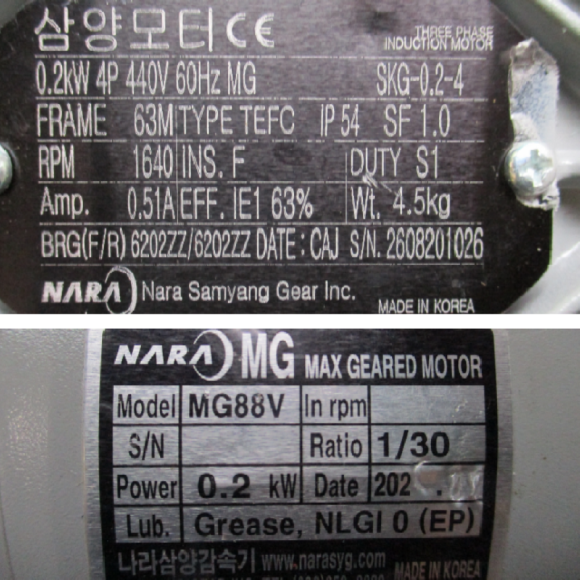 삼양모터 CE THREE PHASE
INDUCTION MOTOR
0.2kW 4P 440V 60Hz MG SKG-0.2-4
FRAME 63M TYPE TEFC IP 54 SF 1.0
RPM 1640 INS. F DUTY S1
Amp. 0.51A EFF. IE1 63% Wt. 4.5kg
BRG(F/R) 6202ZZ/6202ZZ DATE : CAJ S/N. 2608201026
NARA Nara Samyang Gear Inc.
MADE IN KOREA
NARA MG MAX GEARED MOTOR
Model MG88V In rpm
S/N Ratio 1/30
Power 0.2 kW Date 202
Lub. Grease, NLGI 0 (EP)
나라삼양감속기 www.narasyg.com MADE IN KOREA